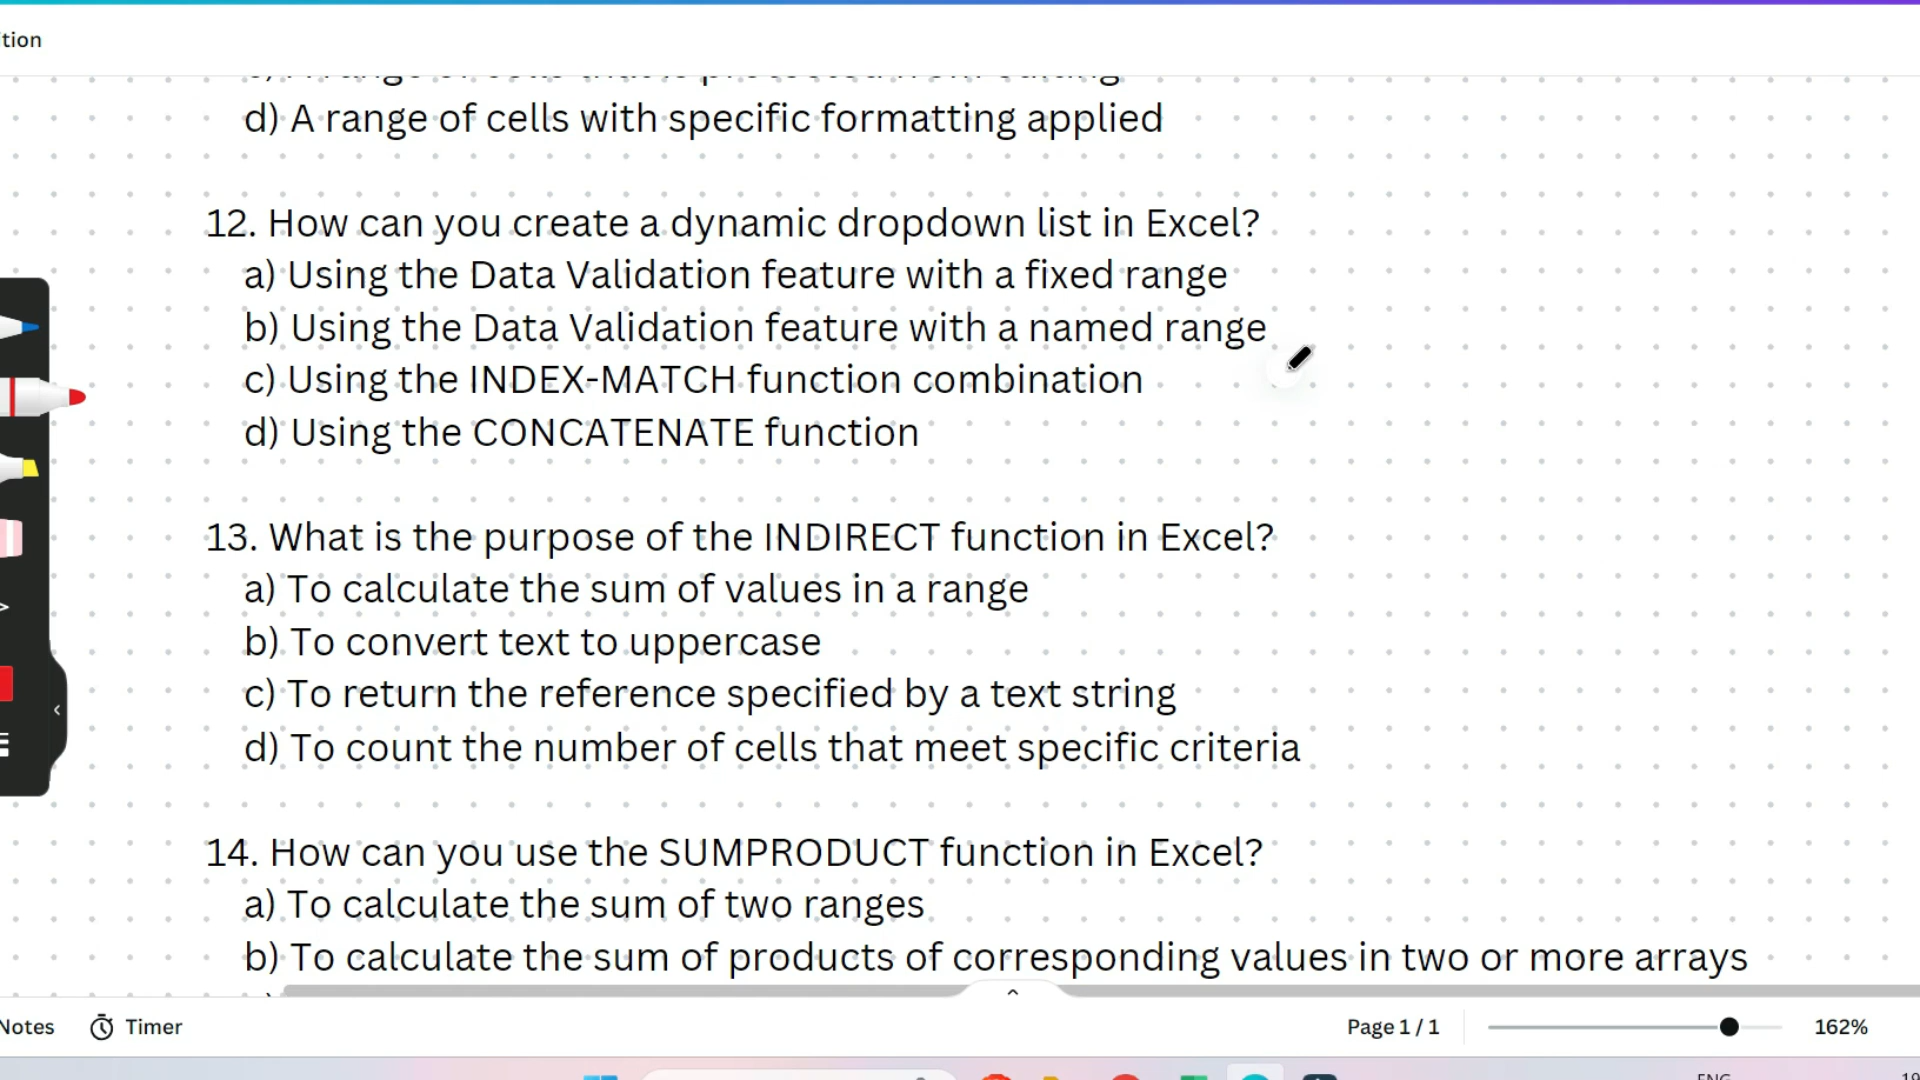 tion
d) A range of cells with specific formatting applied
12. How can you create a dynamic dropdown list in Excel?
a) Using the Data Validation feature with a fixed range
b) Using the Data Validation feature with a named range
c) Using the INDEX-MATCH function combination
d) Using the CONCATENATE function
13. What is the purpose of the INDIRECT function in Excel?
a) To calculate the sum of values in a range
b) To convert text to uppercase
c) To return the reference specified by a text string
d) To count the number of cells that meet specific criteria
14. How can you use the SUMPRODUCT function in Excel?
a) To calculate the sum of two ranges
b) To calculate the sum of products of corresponding values in two or more arrays
Notes
Timer
Page 1 / 1
162%
ENG